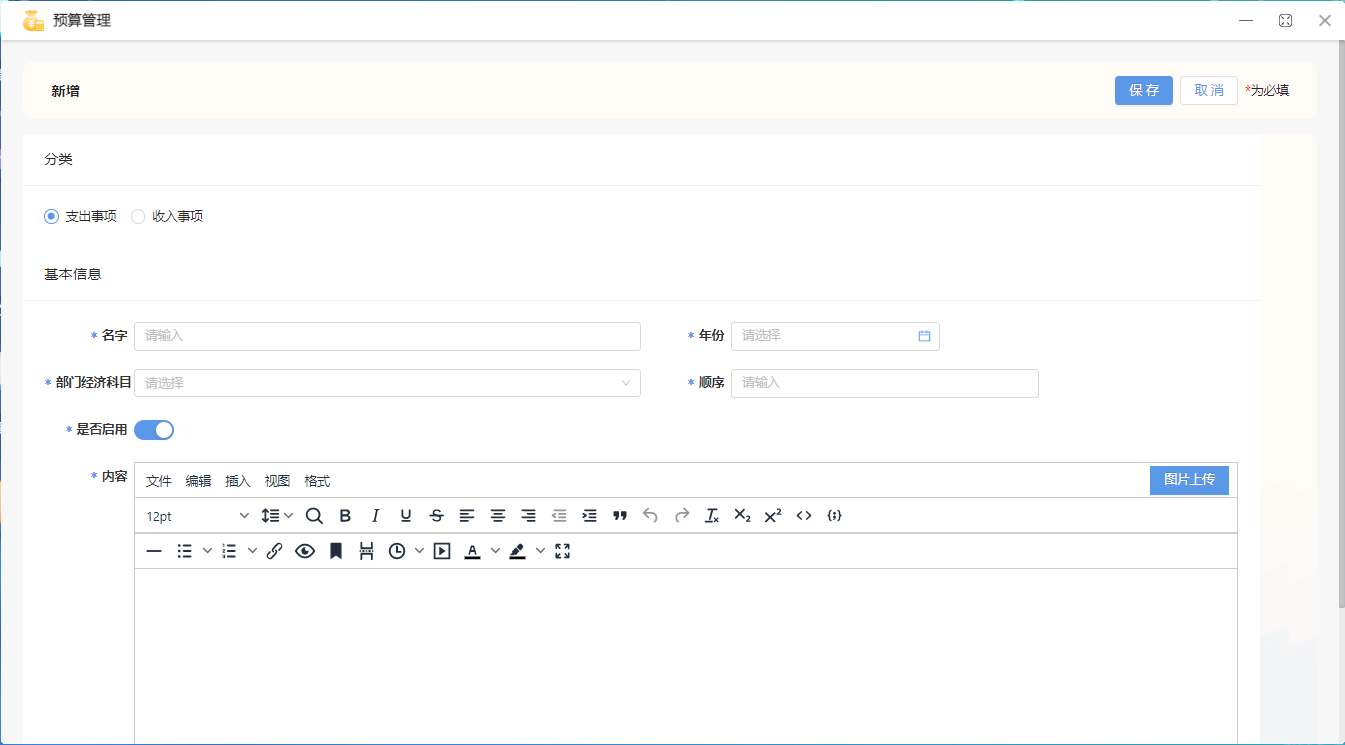 预算管理
新增
保 存 取 消 *为必填
分类
支出事项 收入事项
基本信息
* 名字 请输入 * 年份 请选择
* 部门经济科目 请选择 * 顺序 请输入
* 是否启用
* 内容 文件 编辑 插入 视图 格式 图片上传
12pt